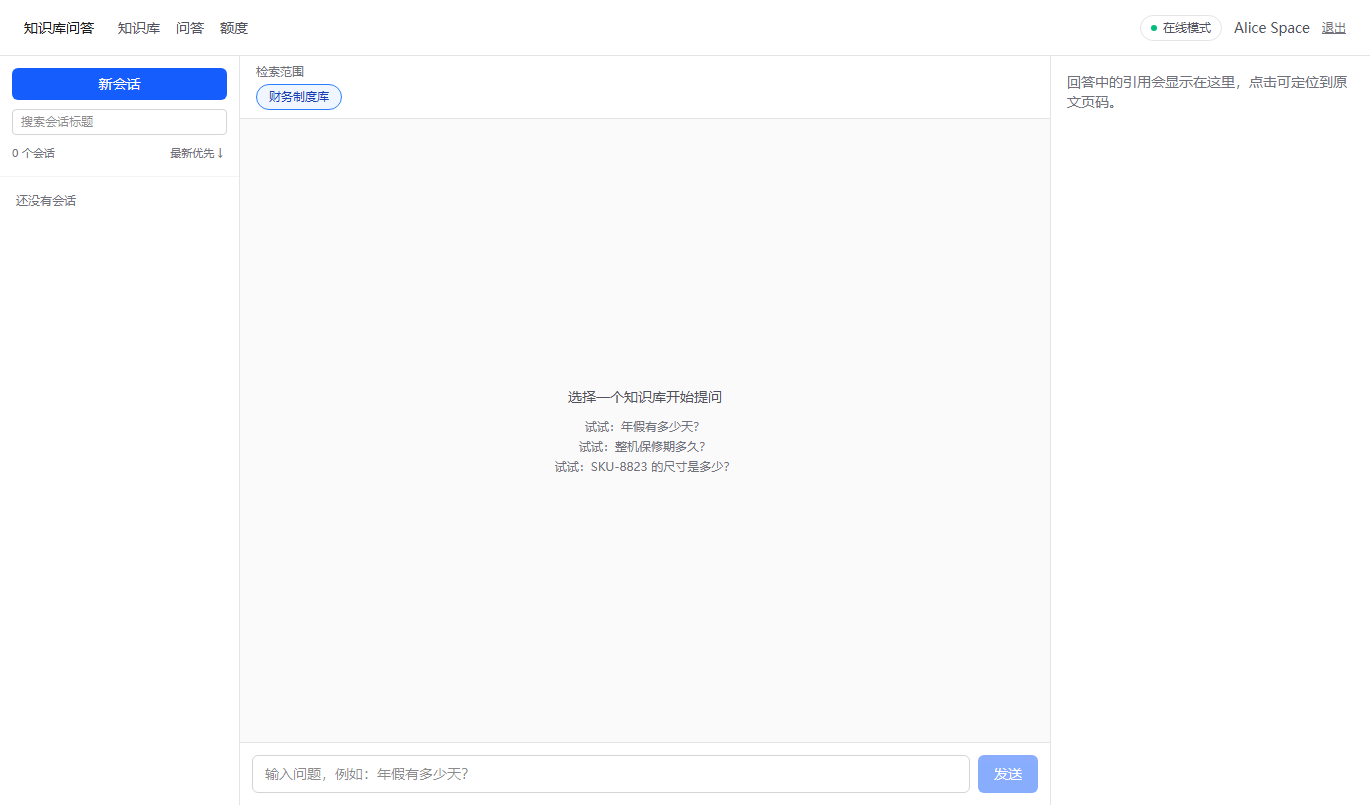 知识库问答 知识库 问答 额度 在线模式 Alice Space 退出
新会话
搜索会话标题
0 个会话 最新优先 ↓
还没有会话
检索范围
财务制度库
选择一个知识库开始提问
试试：年假有多少天？
试试：整机保修期多久？
试试：SKU-8823 的尺寸是多少？
输入问题，例如：年假有多少天？
发送
回答中的引用会显示在这里，点击可定位到原
文页码。